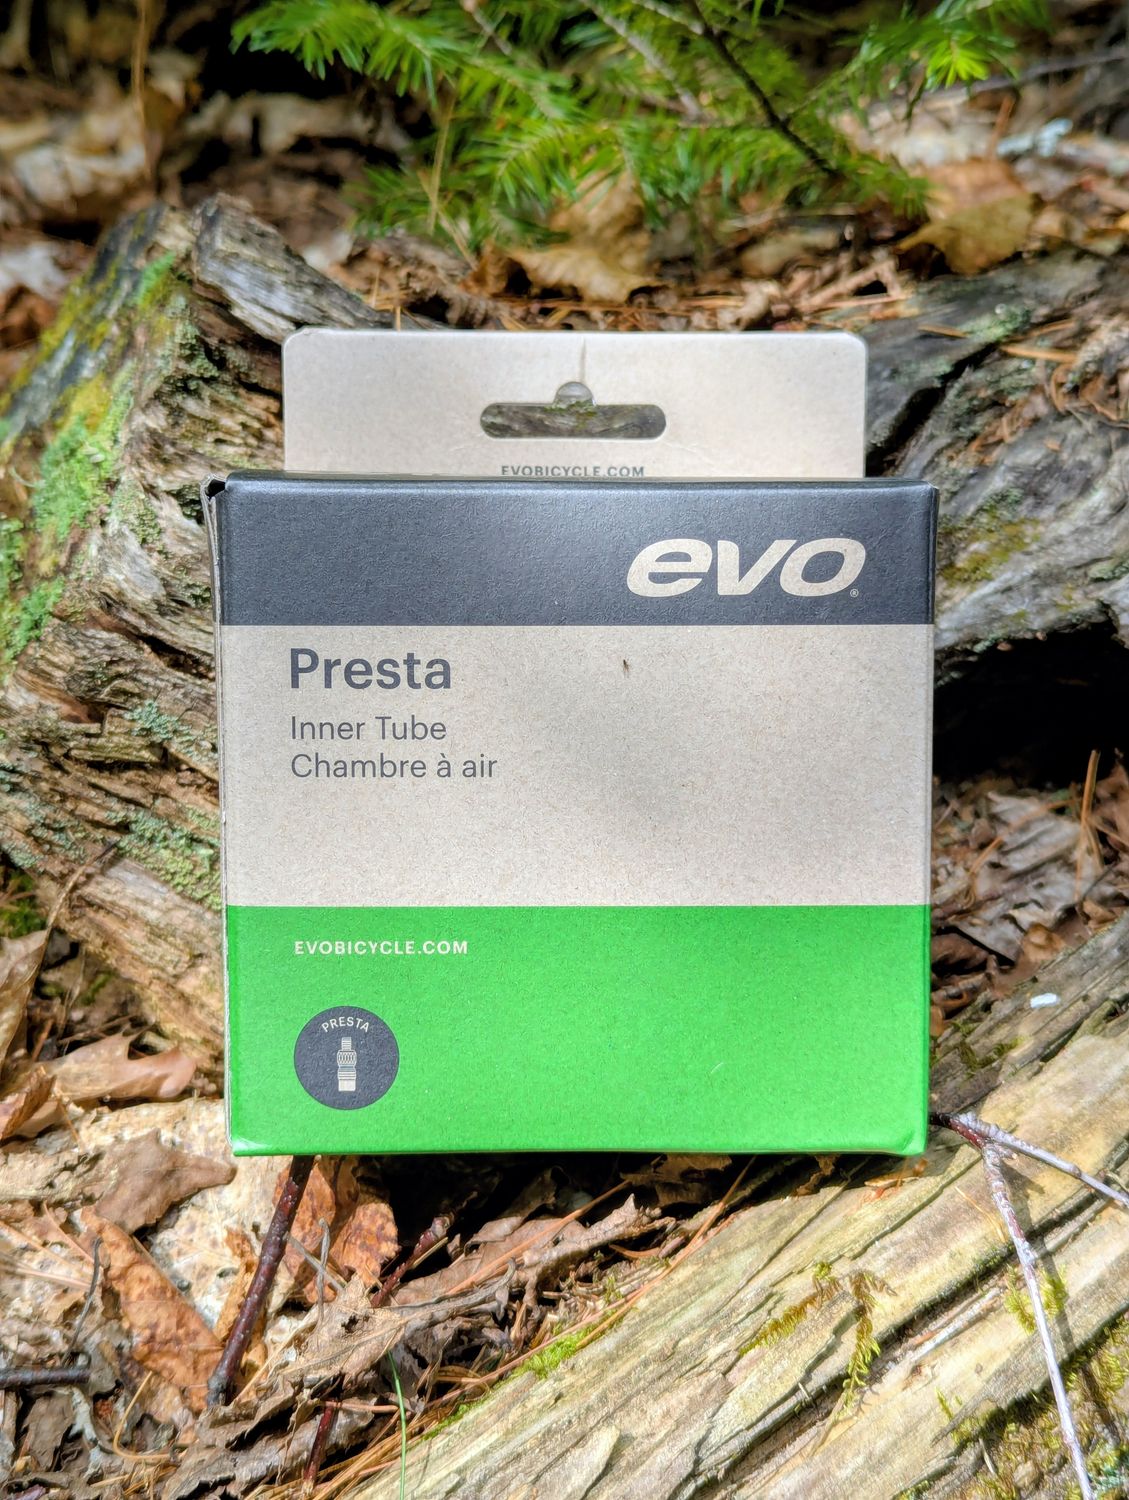 EVOBICYCLE.COM
evo®
Presta
Inner Tube
Chambre à air
EVOBICYCLE.COM
PRESTA